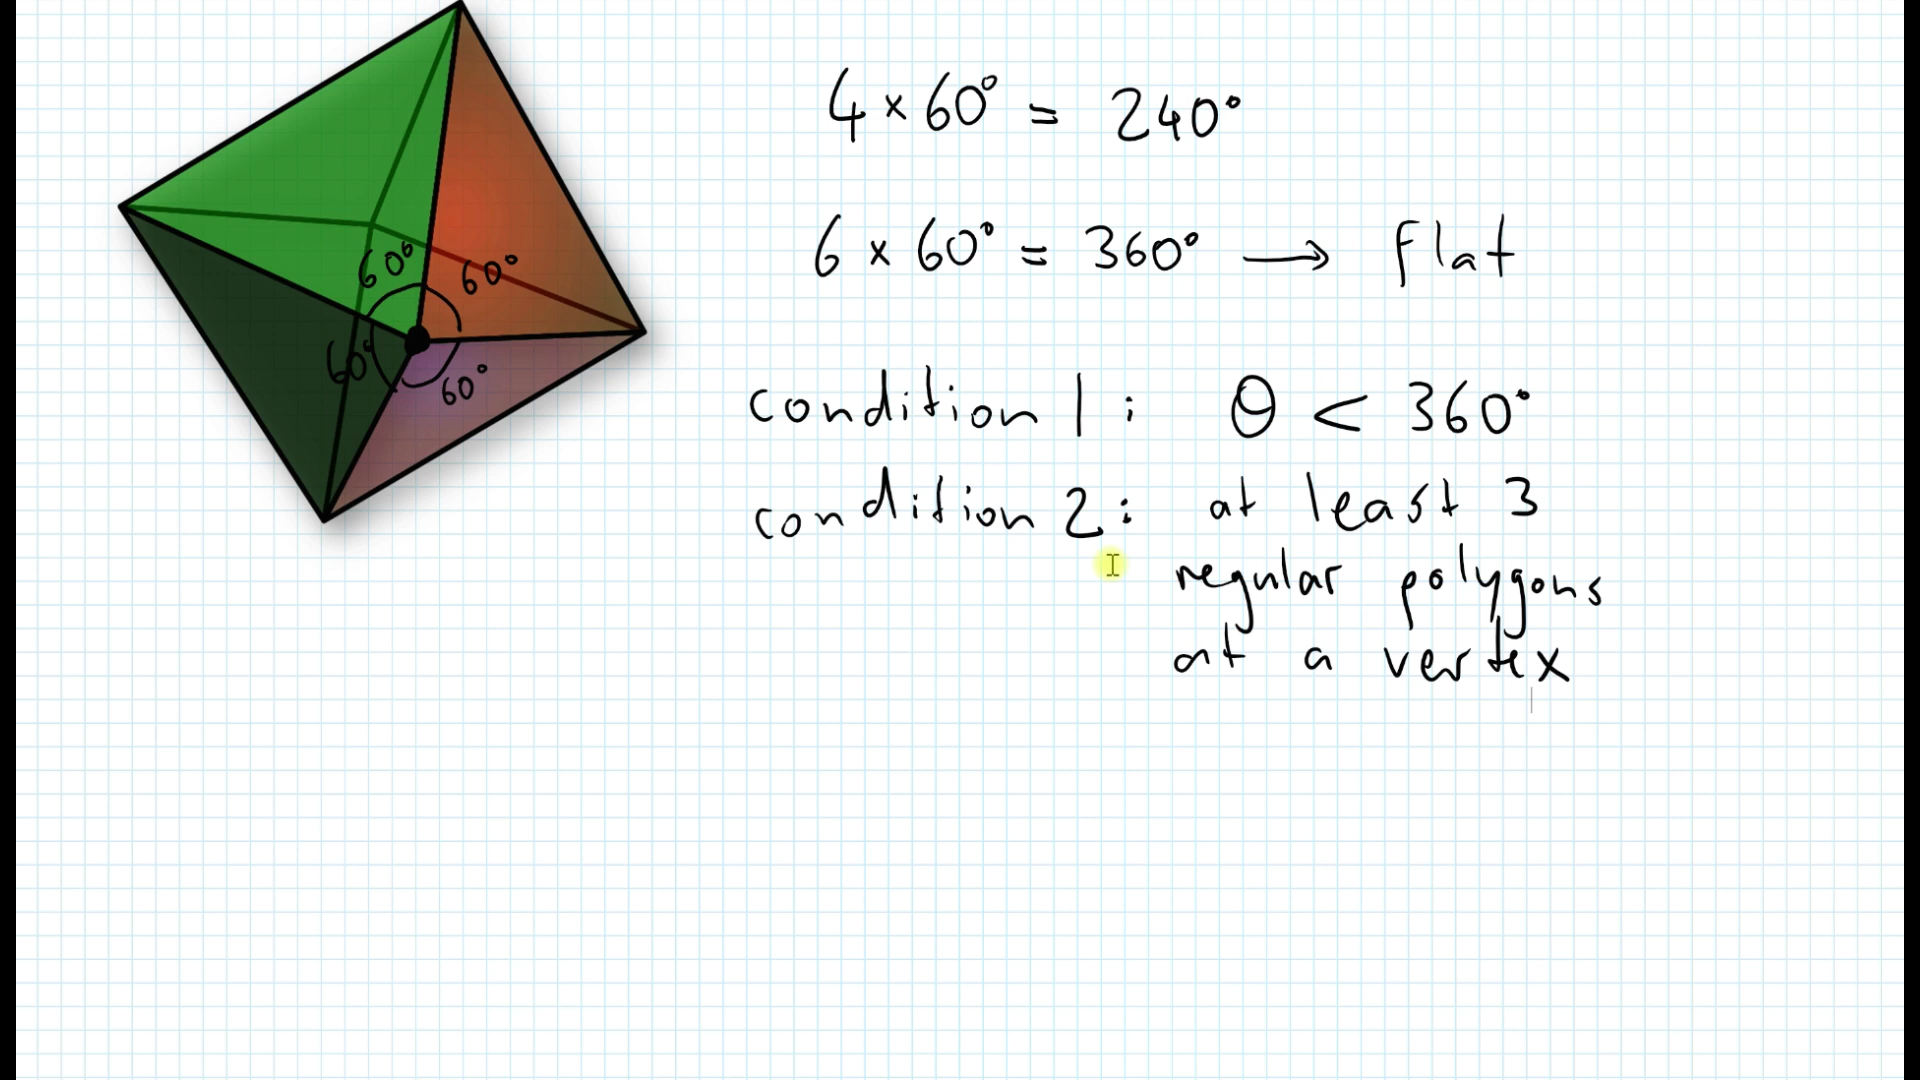 60° 60°
60° 60°
4 × 60° = 240°
6 × 60° = 360° → flat
condition 1: θ < 360°
condition 2: at least 3
regular polygons
at a vertex